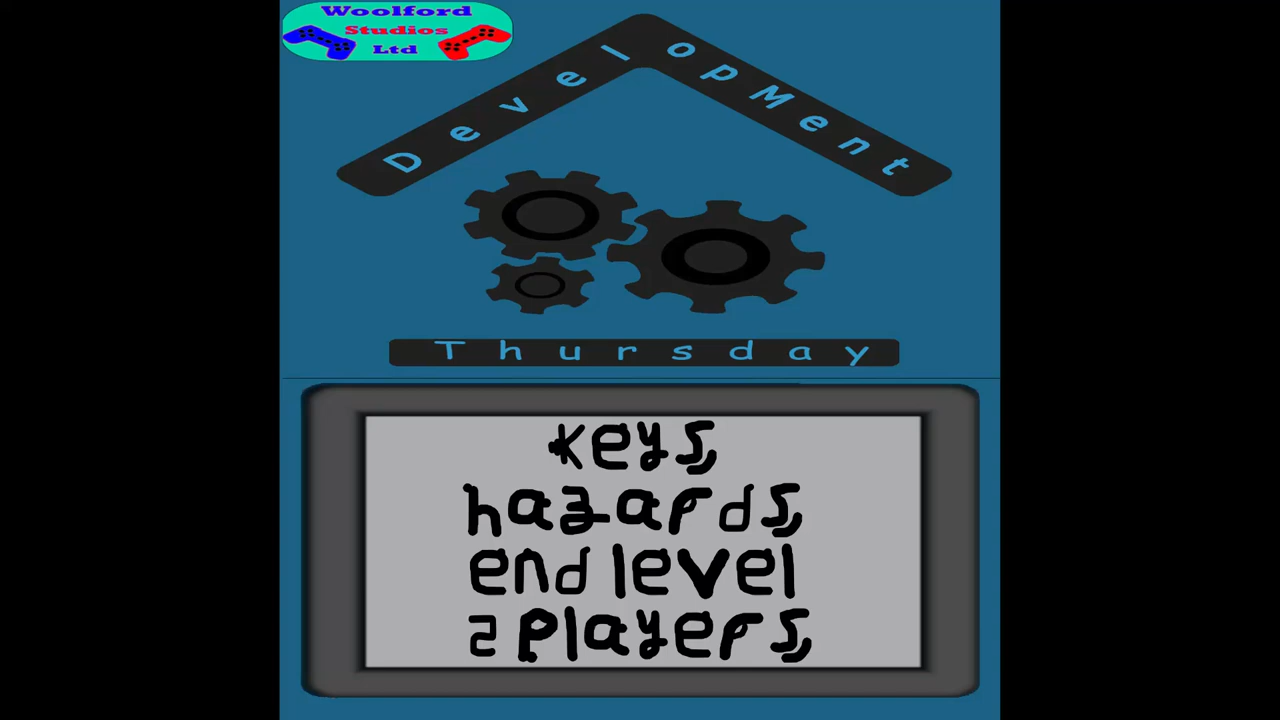 Woolford
Studios
Ltd
DevelopMent
Thursday
keys,
hazards,
end level
2 players,